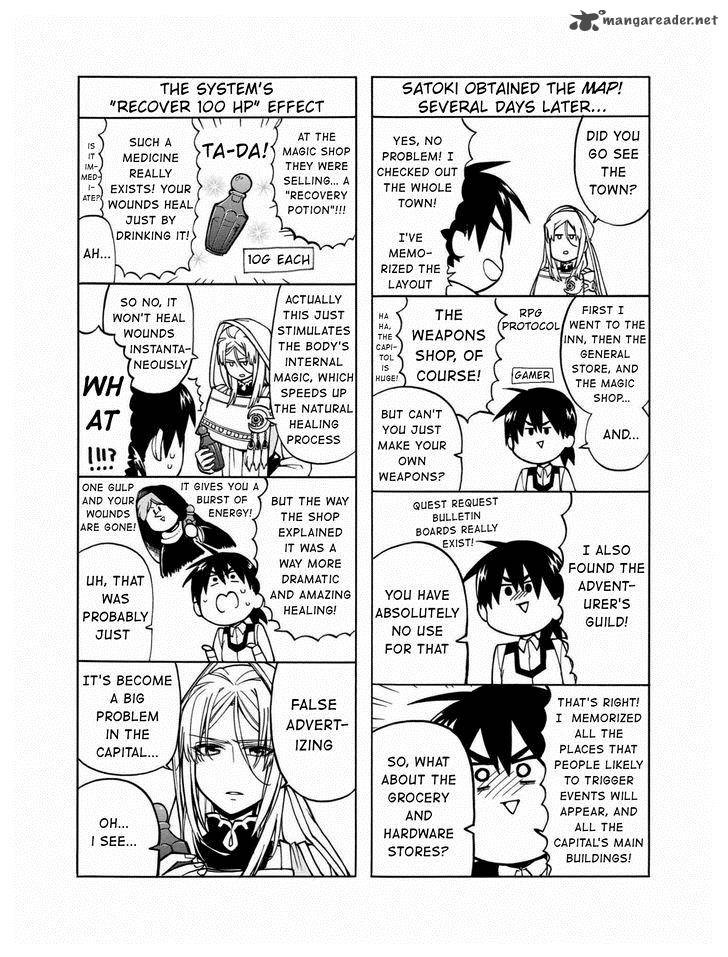 mangareader.net
SATOKI OBTAINED THE MAP!
SEVERAL DAYS LATER...
DID YOU
GO SEE
THE
TOWN?
YES, NO
PROBLEM! I
CHECKED OUT
THE WHOLE
TOWN!
I'VE
MEMO-
RIZED THE
LAYOUT
FIRST I
WENT TO THE
INN, THEN THE
GENERAL
STORE, AND
THE MAGIC
SHOP...
AND...
RPG
PROTOCOL
GAMER
THE
WEAPONS
SHOP, OF
COURSE!
HA
HA,
THE
CAPI-
TOL
IS
HUGE!
BUT CAN'T
YOU JUST
MAKE YOUR
OWN
WEAPONS?
QUEST REQUEST
BULLETIN
BOARDS REALLY
EXIST!
I ALSO
FOUND THE
ADVENT-
URER'S
GUILD!
YOU HAVE
ABSOLUTELY
NO USE
FOR THAT
THAT'S RIGHT!
I MEMORIZED
ALL THE
PLACES THAT
PEOPLE LIKELY
TO TRIGGER
EVENTS WILL
APPEAR, AND
ALL THE
CAPITAL'S MAIN
BUILDINGS!
SO, WHAT
ABOUT THE
GROCERY
AND
HARDWARE
STORES?
THE SYSTEM'S
"RECOVER 100 HP" EFFECT
AT THE
MAGIC SHOP
THEY WERE
SELLING... A
"RECOVERY
POTION"!!!
TA-DA!
10G EACH
SUCH A
MEDICINE
REALLY
EXISTS! YOUR
WOUNDS HEAL
JUST BY
DRINKING IT!
IS
IT
IM-
MED-
I-
ATE?
AH...
ACTUALLY
THIS JUST
STIMULATES
THE BODY'S
INTERNAL
MAGIC, WHICH
SPEEDS UP
THE NATURAL
HEALING
PROCESS
SO NO, IT
WON'T HEAL
WOUNDS
INSTANTA-
NEOUSLY
WH
AT
!!!?
BUT THE WAY
THE SHOP
EXPLAINED
IT WAS A
WAY MORE
DRAMATIC
AND AMAZING
HEALING!
IT GIVES YOU A
BURST OF
ENERGY!
ONE GULP
AND YOUR
WOUNDS
ARE GONE!
UH, THAT
WAS
PROBABLY
JUST
FALSE
ADVERT-
IZING
IT'S BECOME
A BIG
PROBLEM
IN THE
CAPITAL...
OH...
I SEE...